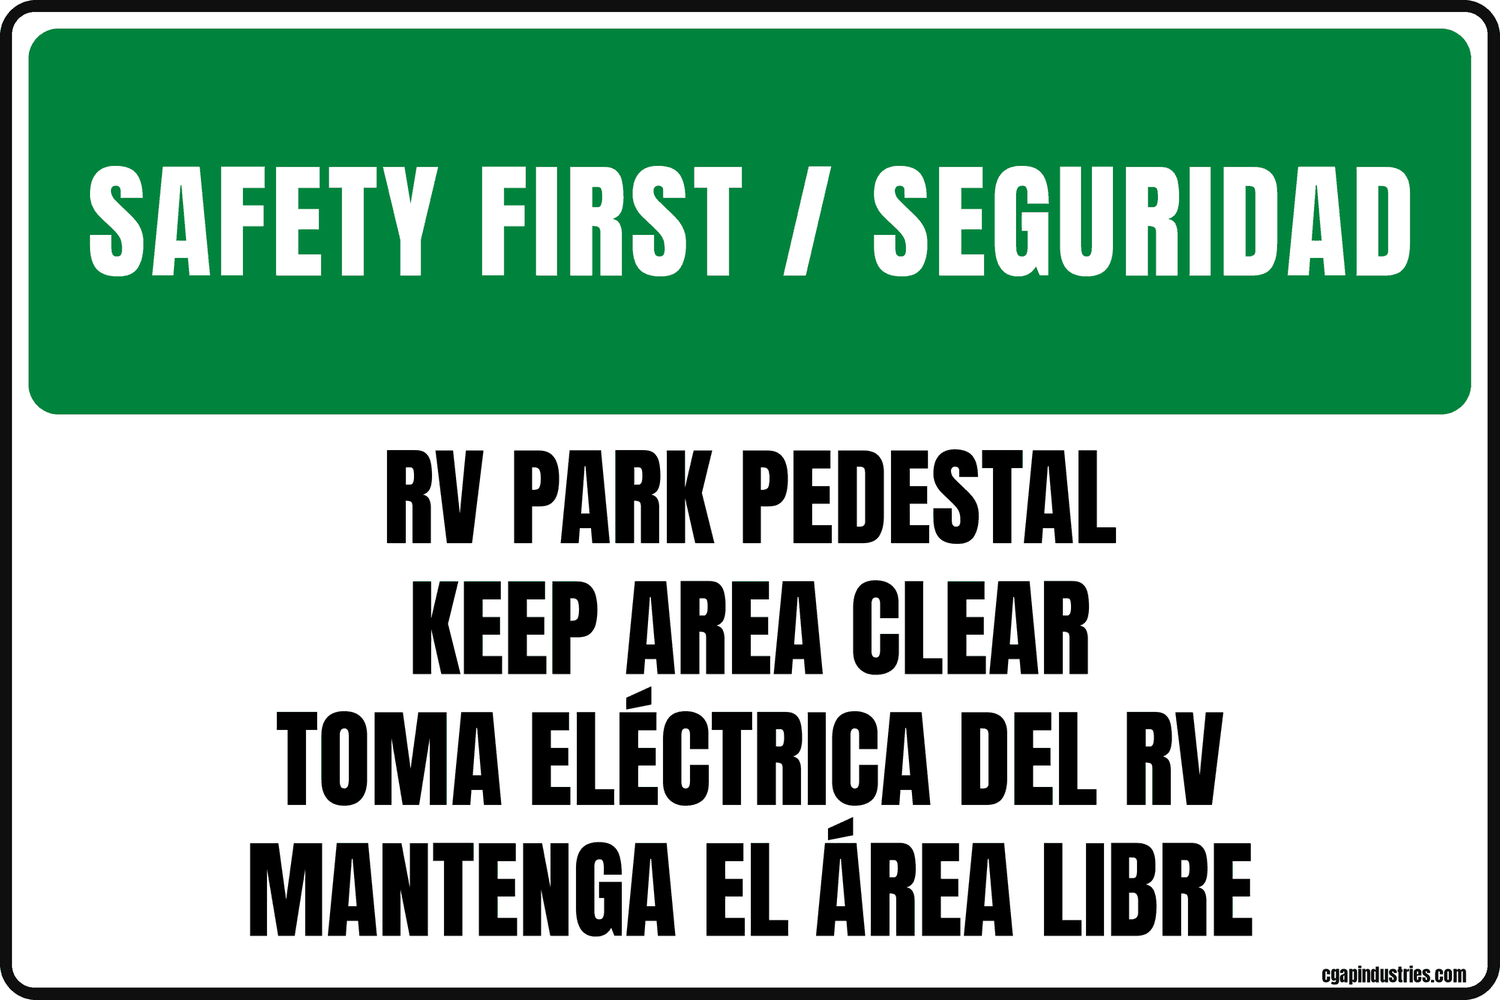 SAFETY FIRST / SEGURIDAD
RV PARK PEDESTAL
KEEP AREA CLEAR
TOMA ELÉCTRICA DEL RV
MANTENGA EL ÁREA LIBRE
cgapindustries.com